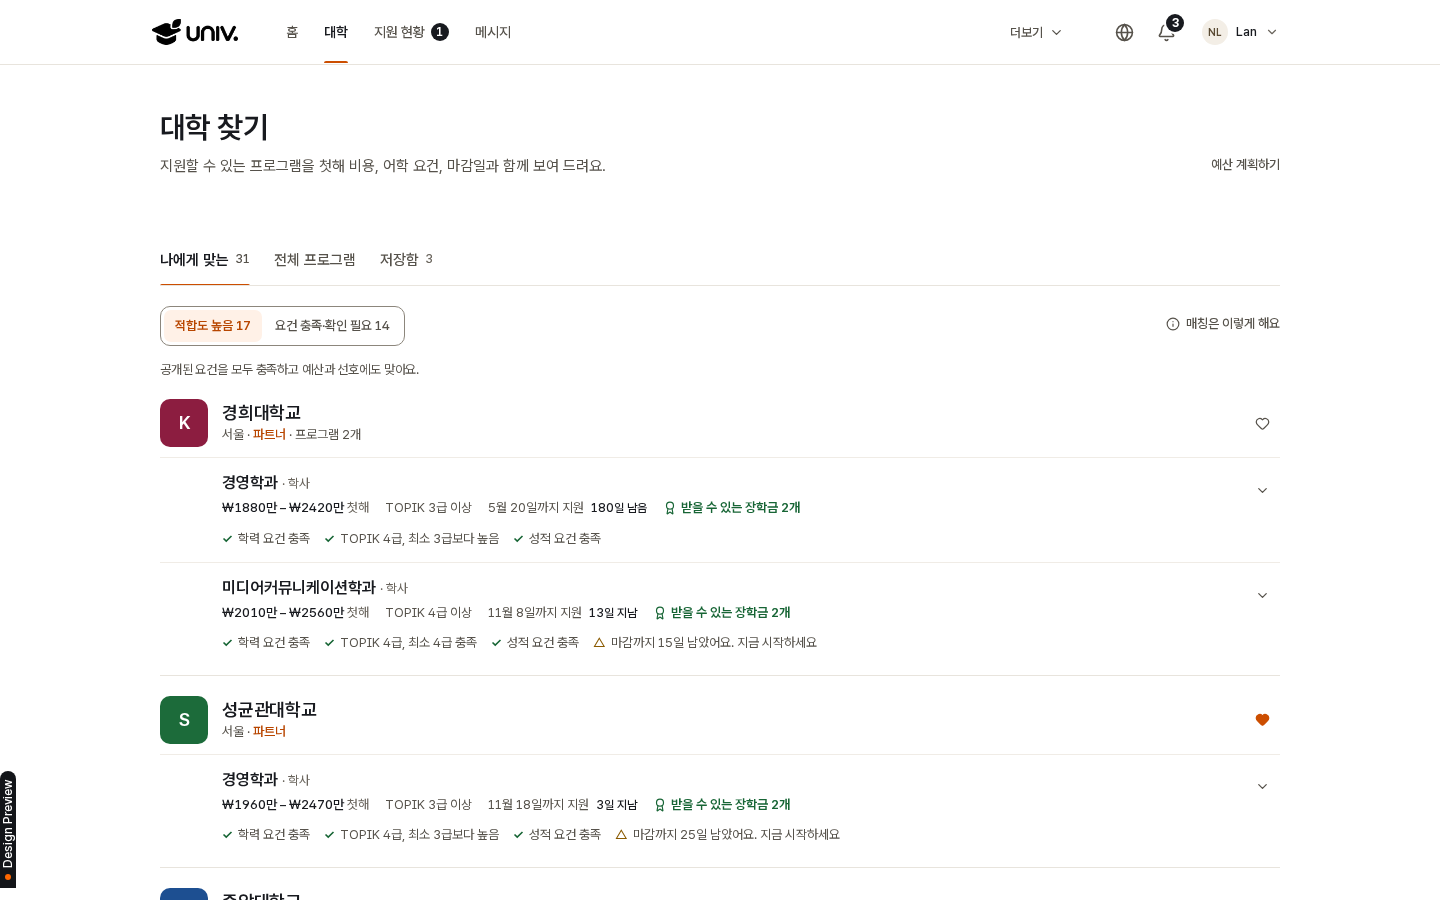 UNIV.
홈
대학
지원 현황 1
메시지
더보기
3
NL Lan
대학 찾기
지원할 수 있는 프로그램을 첫해 비용, 어학 요건, 마감일과 함께 보여 드려요.
예산 계획하기
나에게 맞는 31
전체 프로그램
저장함 3
적합도 높음 17
요건 충족·확인 필요 14
매칭은 이렇게 해요
공개된 요건을 모두 충족하고 예산과 선호에도 맞아요.
K
경희대학교
서울 · 파트너 · 프로그램 2개
경영학과 · 학사
₩1880만 – ₩2420만 첫해 TOPIK 3급 이상 5월 20일까지 지원 180일 남음 받을 수 있는 장학금 2개
학력 요건 충족 TOPIK 4급, 최소 3급보다 높음 성적 요건 충족
미디어커뮤니케이션학과 · 학사
₩2010만 – ₩2560만 첫해 TOPIK 4급 이상 11월 8일까지 지원 13일 지남 받을 수 있는 장학금 2개
학력 요건 충족 TOPIK 4급, 최소 4급 충족 성적 요건 충족 마감까지 15일 남았어요. 지금 시작하세요
S
성균관대학교
서울 · 파트너
경영학과 · 학사
₩1960만 – ₩2470만 첫해 TOPIK 3급 이상 11월 18일까지 지원 3일 지남 받을 수 있는 장학금 2개
학력 요건 충족 TOPIK 4급, 최소 3급보다 높음 성적 요건 충족 마감까지 25일 남았어요. 지금 시작하세요
Design Preview